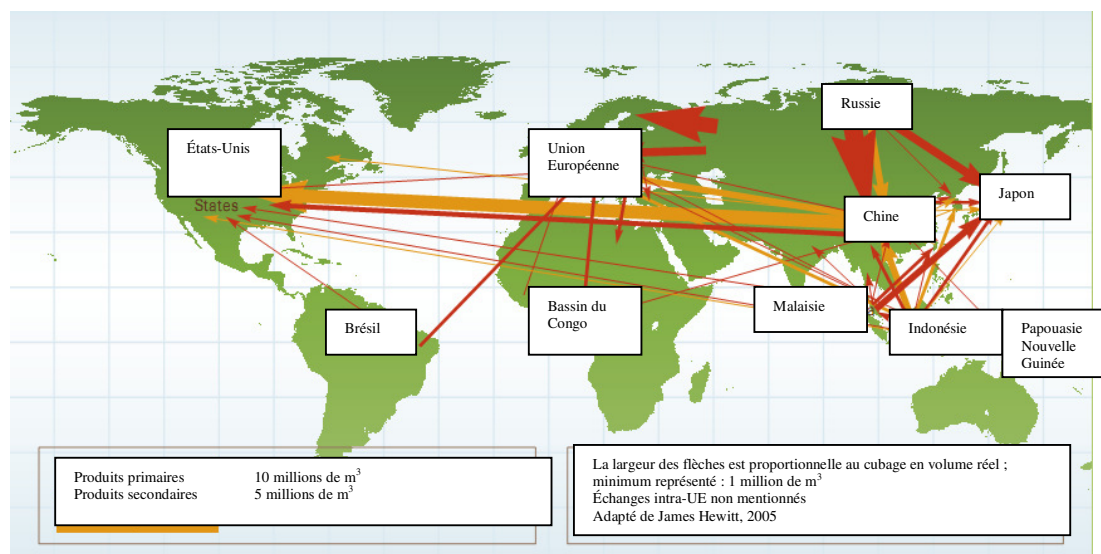 Russie
États-Unis
Union
Européenne
Japon
States
Chine
Bassin du
Congo
Malaisie
Brésil
Indonésie
Papouasie
Nouvelle
Guinée
Produits primaires 10 millions de m³
Produits secondaires 5 millions de m³
La largeur des flèches est proportionnelle au cubage en volume réel ;
minimum représenté : 1 million de m³
Échanges intra-UE non mentionnés
Adapté de James Hewitt, 2005